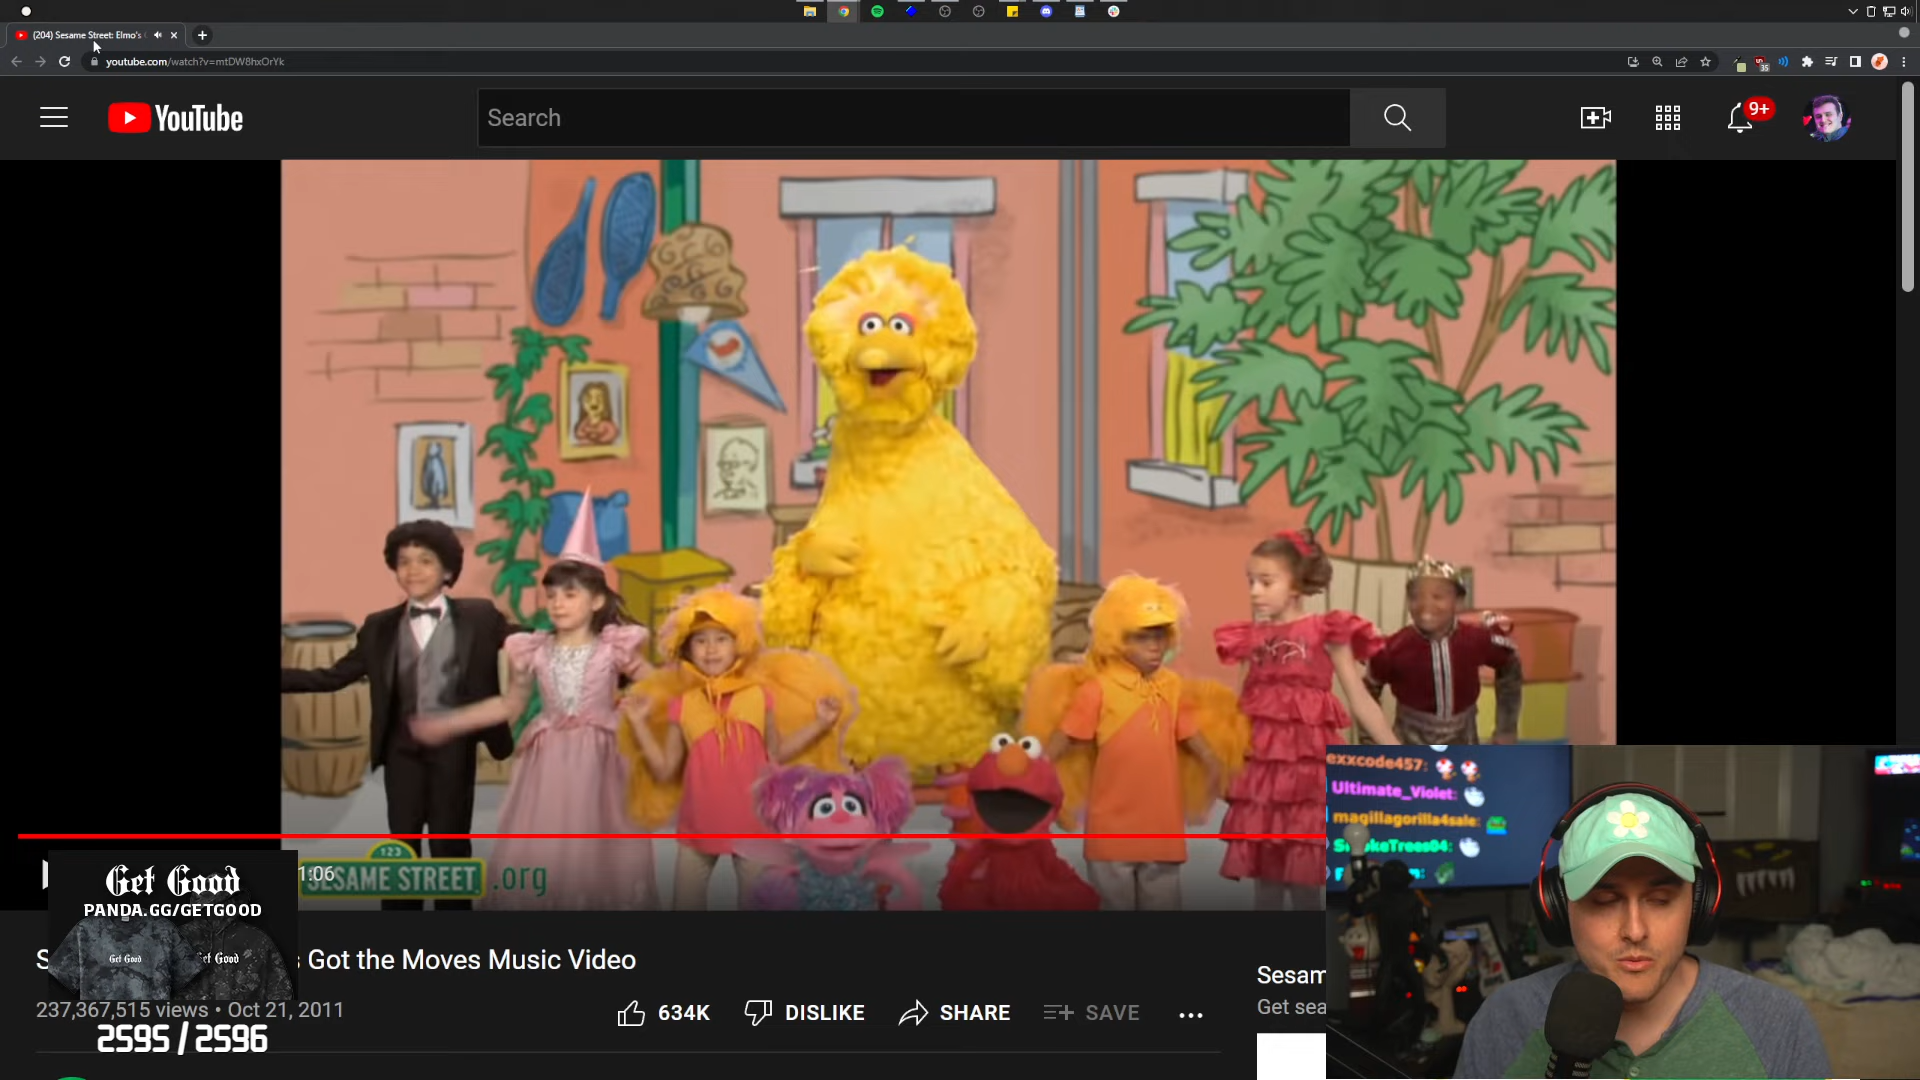 (204) Sesame Street: Elmo's
youtube.com/watch?v=mtDW8hxOrYk
35
YouTube
Search
9+
exxcode457:
Ultimate_Violet:
magillagorilla4sale:
SmokeTrees04:
1:06
123
SESAME STREET .org
Get Good
PANDA.GG/GETGOOD
Get Good
Get Good
S
Got the Moves Music Video
Sesam
Get sea
237,367,515 views • Oct 21, 2011
634K
DISLIKE
SHARE
SAVE
2595 / 2596